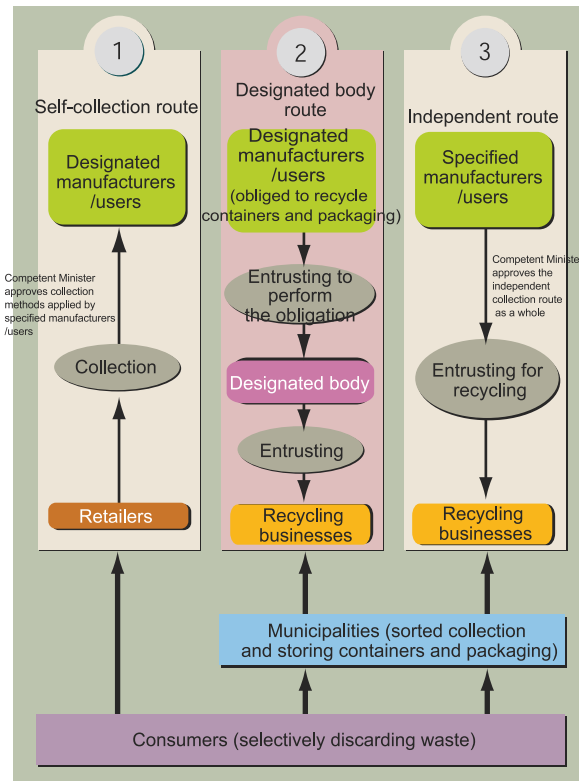 1
Self-collection route
Designated
manufacturers
/users
Competent Minister
approves collection
methods applied by
specified manufacturers
/users
Collection
Retailers
2
Designated body
route
Designated
manufacturers
/users
(obliged to recycle
containers and packaging)
Entrusting to
perform
the obligation
Designated body
Entrusting
Recycling
businesses
3
Independent route
Specified
manufacturers
/users
Competent Ministe
approves the
independent
collection route
as a whole
Entrusting for
recycling
Recycling
businesses
Municipalities (sorted collection
and storing containers and packaging)
Consumers (selectively discarding waste)